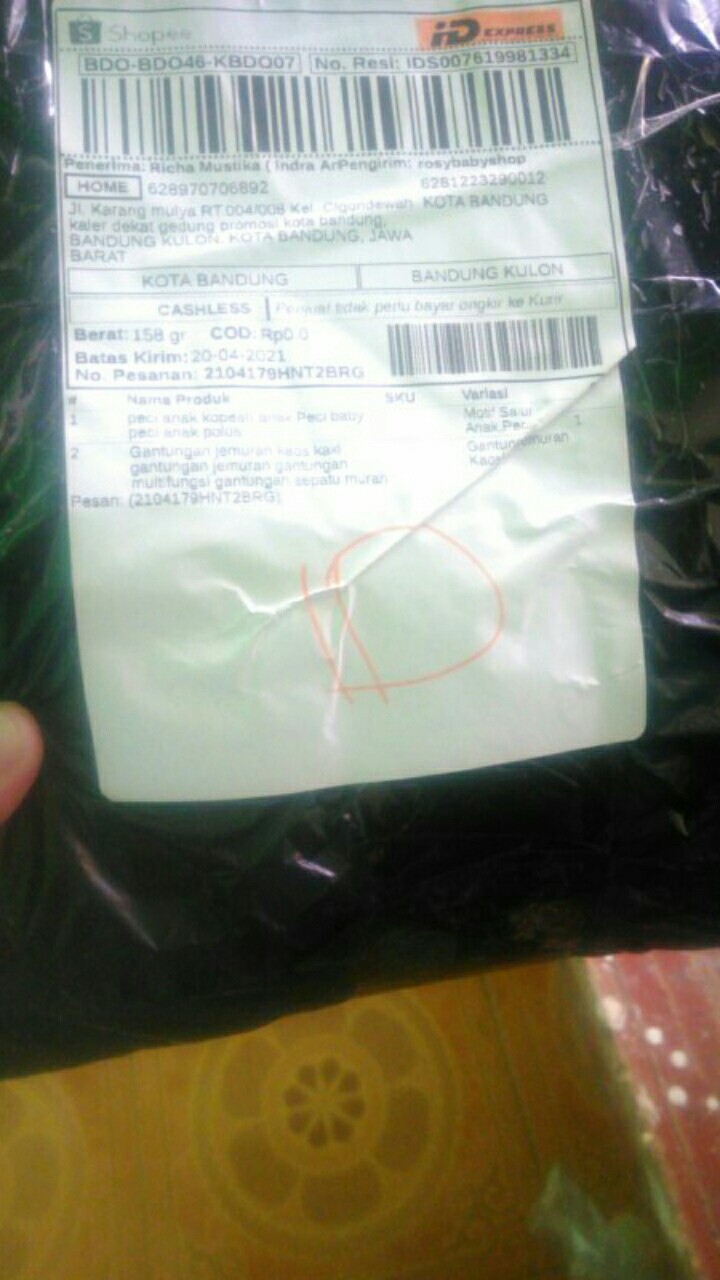 Shopee iD EXPRESS
BDO-BDO46-KBDO07 No. Resi: IDS007619981334
Penerima: Richa Mustika ( Indra ArPengirim: rosybabyshop
HOME 628970706892 6281223290012
Jl. Karang mulya RT 004/008 Kel. Cigondewah KOTA BANDUNG
kaler dekat gedung promosi kota bandung,
BANDUNG KULON, KOTA BANDUNG, JAWA
BARAT
KOTA BANDUNG BANDUNG KULON
CASHLESS Penjual tidak perlu bayar ongkir ke Kurir
Berat: 158 gr COD: Rp0.0
Batas Kirim: 20-04-2021
No. Pesanan: 2104179HNT2BRG
# Nama Produk SKU Variasi
1 peci anak kopeah anak Peci baby Motif Salur
peci anak polos Anak,Per 1
2 Gantungan jemuran kaos kaki
gantungan jemuran gantungan Kaos
multifungsi gantungan sepatu muran
Pesan: (2104179HNT2BRG)